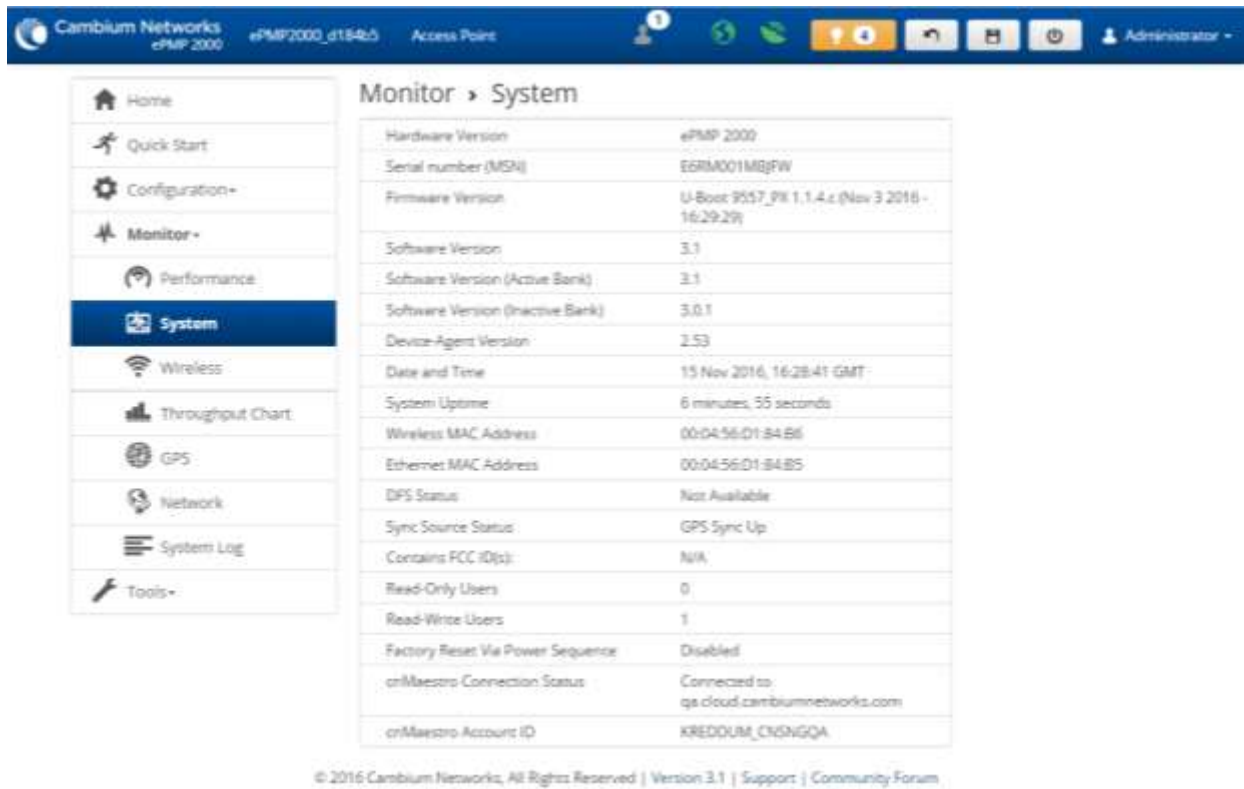 Cambium Networks
ePMP 2000
ePMP2000_d184b5
Access Point
1
4
Administrator
Home
Quick Start
Configuration
Monitor
Performance
System
Wireless
Throughput Chart
GPS
Network
System Log
Tools
Monitor › System
Hardware Version ePMP 2000
Serial number (MSN) E6RM001MBJFW
Firmware Version U-Boot 9557_PX 1.1.4.c (Nov 3 2016 -
16:29:29)
Software Version 3.1
Software Version (Active Bank) 3.1
Software Version (Inactive Bank) 3.0.1
Device-Agent Version 2.53
Date and Time 15 Nov 2016, 16:28:41 GMT
System Uptime 6 minutes, 55 seconds
Wireless MAC Address 00:04:56:D1:84:B6
Ethernet MAC Address 00:04:56:D1:84:B5
DFS Status Not Available
Sync Source Status GPS Sync Up
Contains FCC ID(s): N/A
Read-Only Users 0
Read-Write Users 1
Factory Reset Via Power Sequence Disabled
cnMaestro Connection Status Connected to
qa.cloud.cambiumnetworks.com
cnMaestro Account ID KREDDUM_CNSNGQA
© 2016 Cambium Networks, All Rights Reserved | Version 3.1 | Support | Community Forum